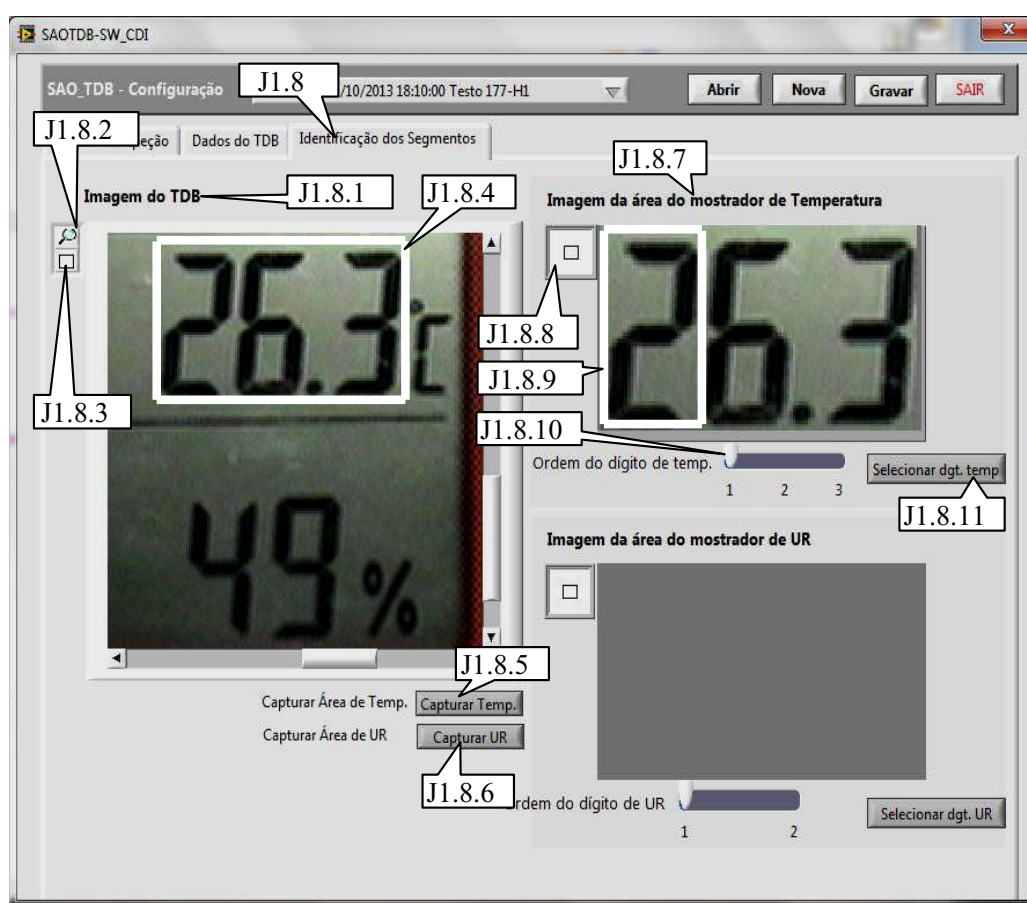 SAOTDB-SW_CDI
x
SAO_TDB - Configuração
J1.8
/10/2013 18:10:00 Testo 177-H1
Abrir
Nova
Gravar
SAIR
J1.8.2
peção
Dados do TDB
Identificação dos Segmentos
J1.8.7
Imagem do TDB
J1.8.1
J1.8.4
Imagem da área do mostrador de Temperatura
26.3°C
26.3
J1.8.8
J1.8.9
J1.8.3
J1.8.10
Ordem do dígito de temp.
1 2 3
Selecionar dgt. temp
J1.8.11
49%
Imagem da área do mostrador de UR
J1.8.5
Capturar Área de Temp.
Capturar Temp.
Capturar Área de UR
Capturar UR
J1.8.6
rdem do dígito de UR
1 2
Selecionar dgt. UR